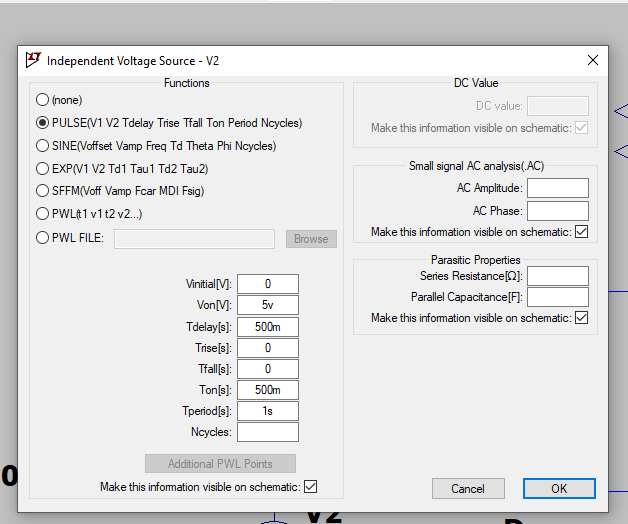 Independent Voltage Source - V2
Functions
(none)
PULSE(V1 V2 Tdelay Trise Tfall Ton Period Ncycles)
SINE(Voffset Vamp Freq Td Theta Phi Ncycles)
EXP(V1 V2 Td1 Tau1 Td2 Tau2)
SFFM(Voff Vamp Fcar MDI Fsig)
PWL(t1 v1 t2 v2...)
PWL FILE:
Browse
Vinitial[V]: 0
Von[V]: 5v
Tdelay[s]: 500m
Trise[s]: 0
Tfall[s]: 0
Ton[s]: 500m
Tperiod[s]: 1s
Ncycles:
Additional PWL Points
Make this information visible on schematic:
DC Value
DC value:
Make this information visible on schematic:
Small signal AC analysis(.AC)
AC Amplitude:
AC Phase:
Make this information visible on schematic:
Parasitic Properties
Series Resistance[Ω]:
Parallel Capacitance[F]:
Make this information visible on schematic:
Cancel
OK
0
V2